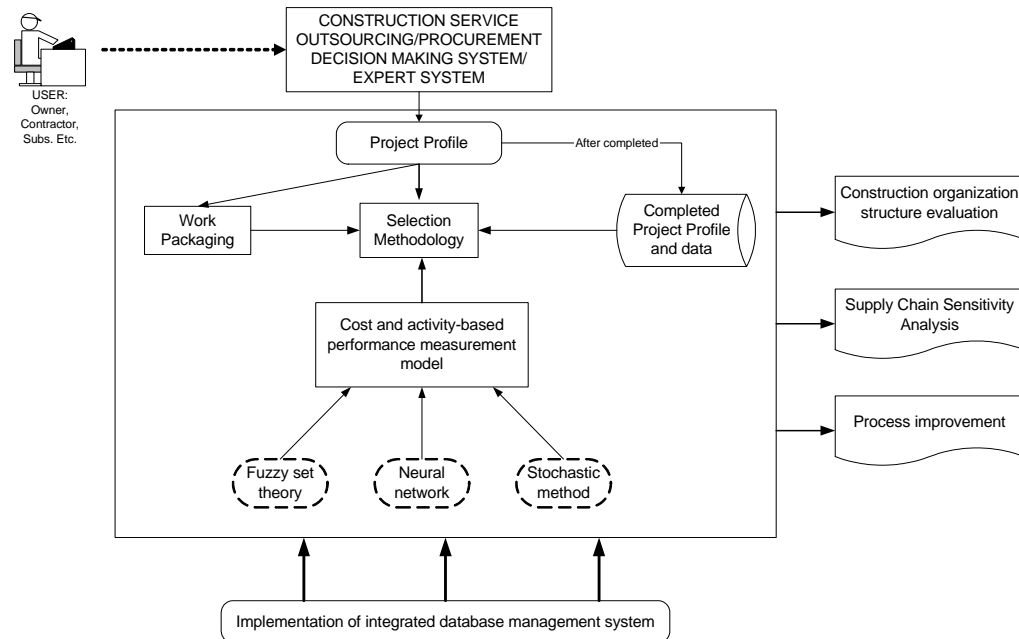 CONSTRUCTION SERVICE
OUTSOURCING/PROCUREMENT
DECISION MAKING SYSTEM/
EXPERT SYSTEM
USER:
Owner,
Contractor,
Subs. Etc.
Project Profile
After completed
Work
Packaging
Selection
Methodology
Completed
Project Profile
and data
Construction organization
structure evaluation
Cost and activity-based
performance measurement
model
Supply Chain Sensitivity
Analysis
Process improvement
Fuzzy set
theory
Neural
network
Stochastic
method
Implementation of integrated database management system